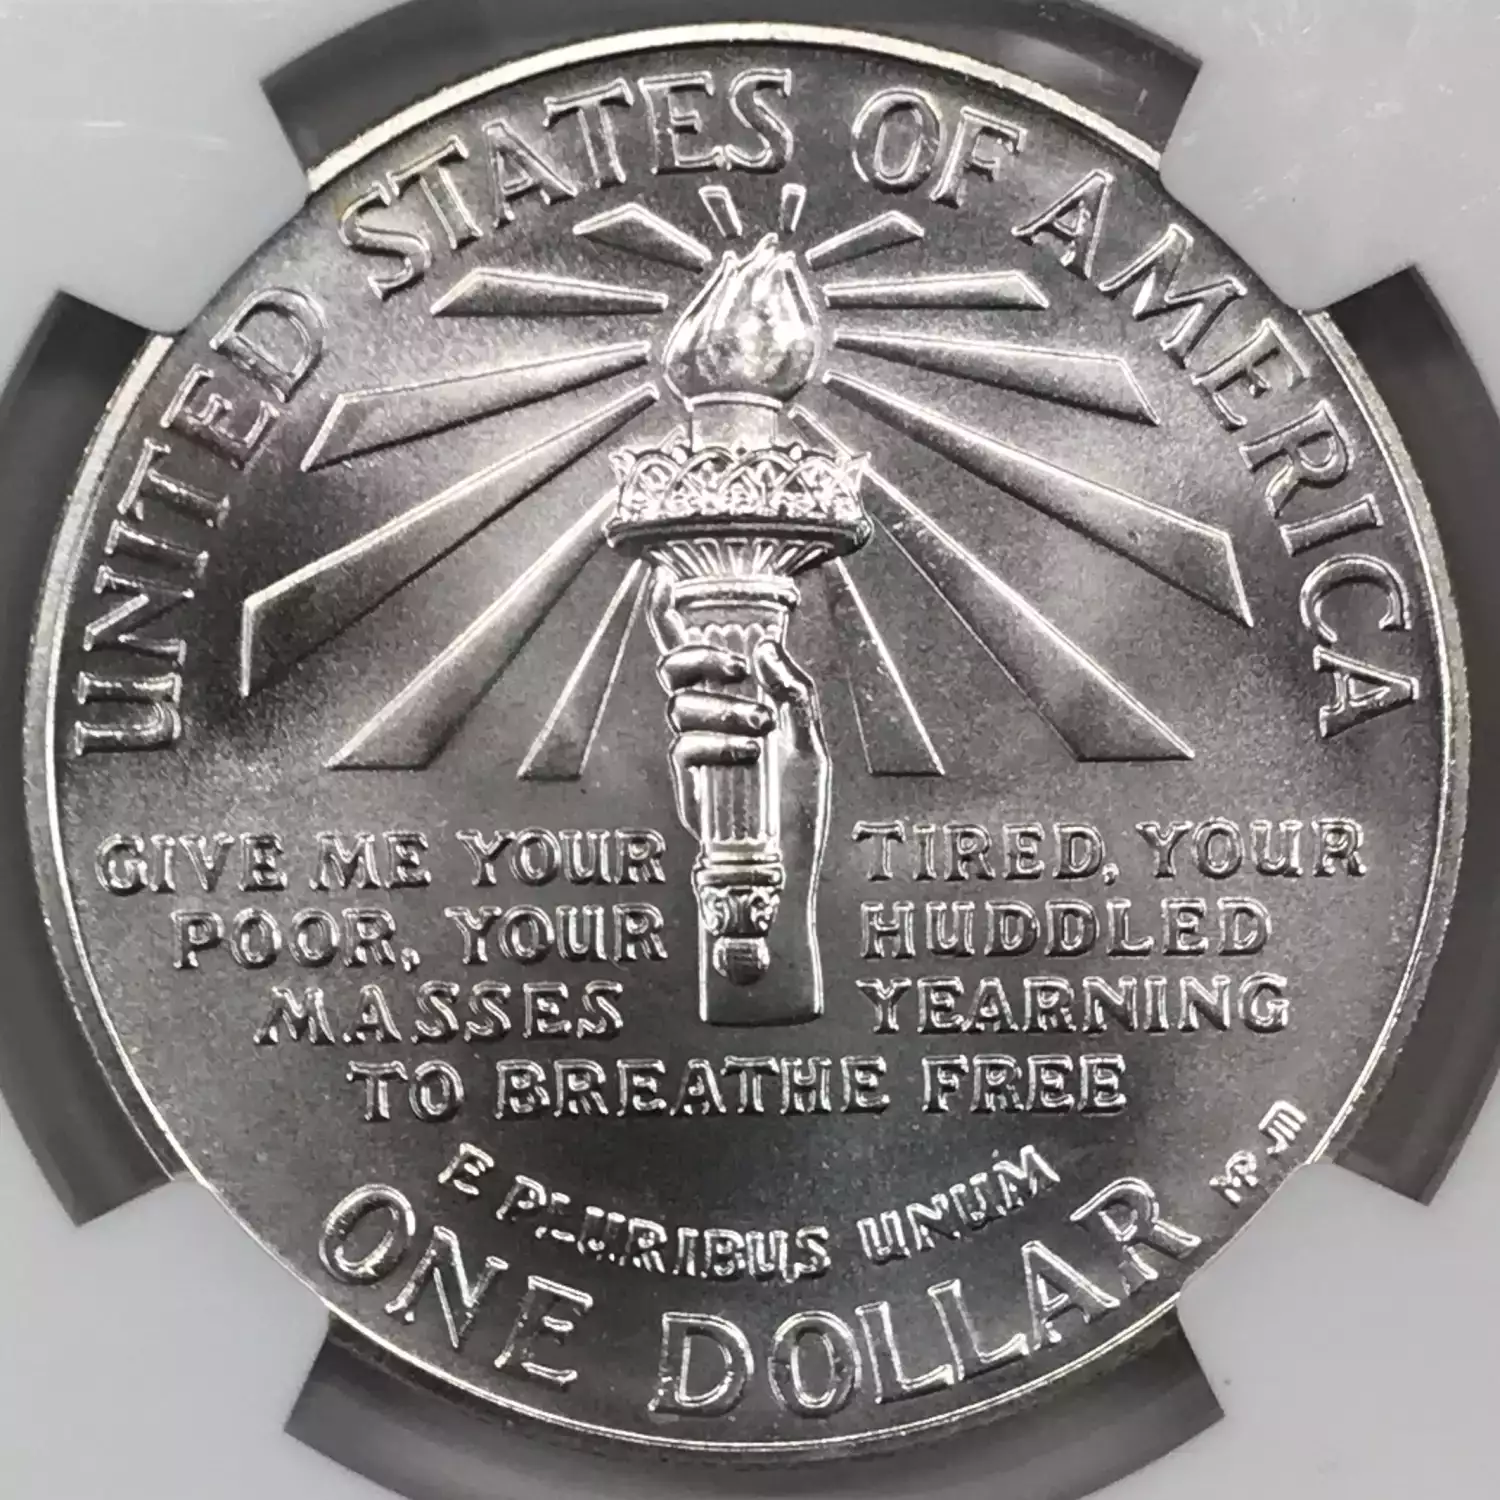 UNITED STATES OF AMERICA
GIVE ME YOUR TIRED, YOUR
POOR, YOUR HUDDLED
MASSES YEARNING
TO BREATHE FREE
E PLURIBUS UNUM
ONE DOLLAR